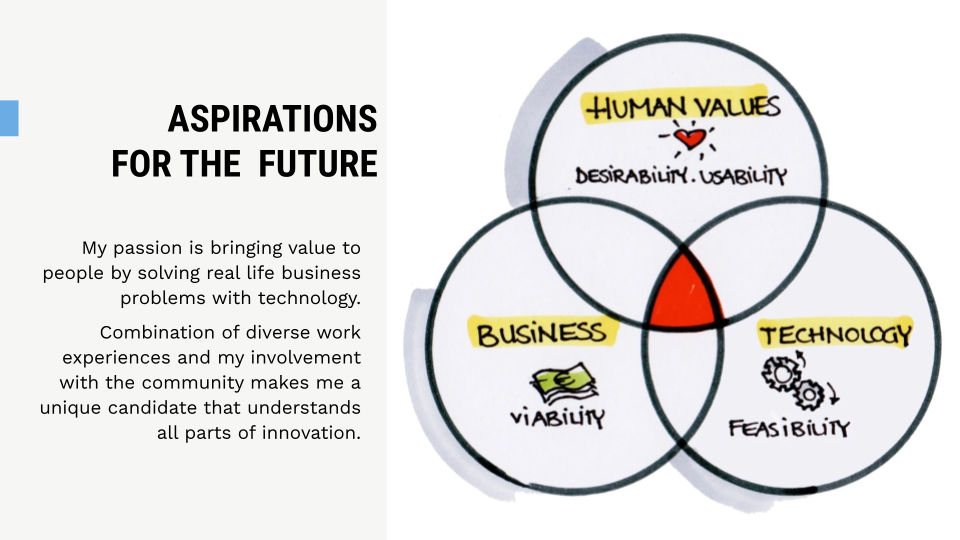 ASPIRATIONS
FOR THE FUTURE
My passion is bringing value to
people by solving real life business
problems with technology.
Combination of diverse work
experiences and my involvement
with the community makes me a
unique candidate that understands
all parts of innovation.
HUMAN VALUES
DESIRABILITY. USABILITY
BUSINESS
VIABILITY
TECHNOLOGY
FEASIBILITY